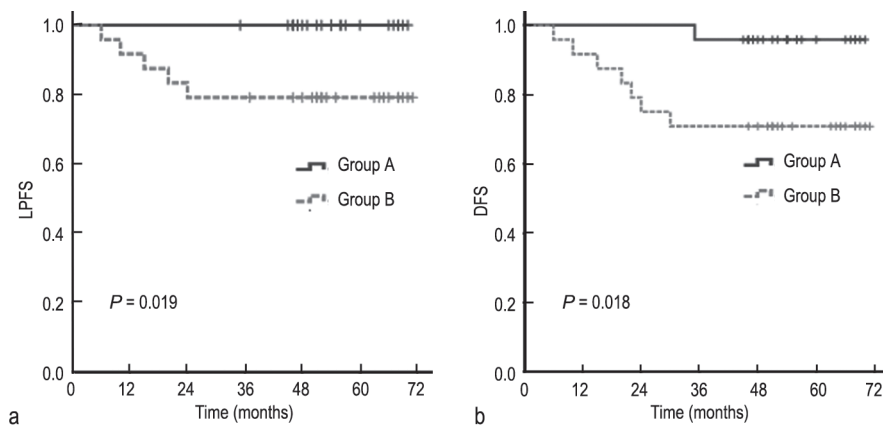 1.0
0.8
0.6
0.4
0.2
0.0
LPFS
Group A
Group B
P = 0.019
0 12 24 36 48 60 72
Time (months)
a
1.0
0.8
0.6
0.4
0.2
0.0
DFS
Group A
Group B
P = 0.018
0 12 24 36 48 60 72
Time (months)
b